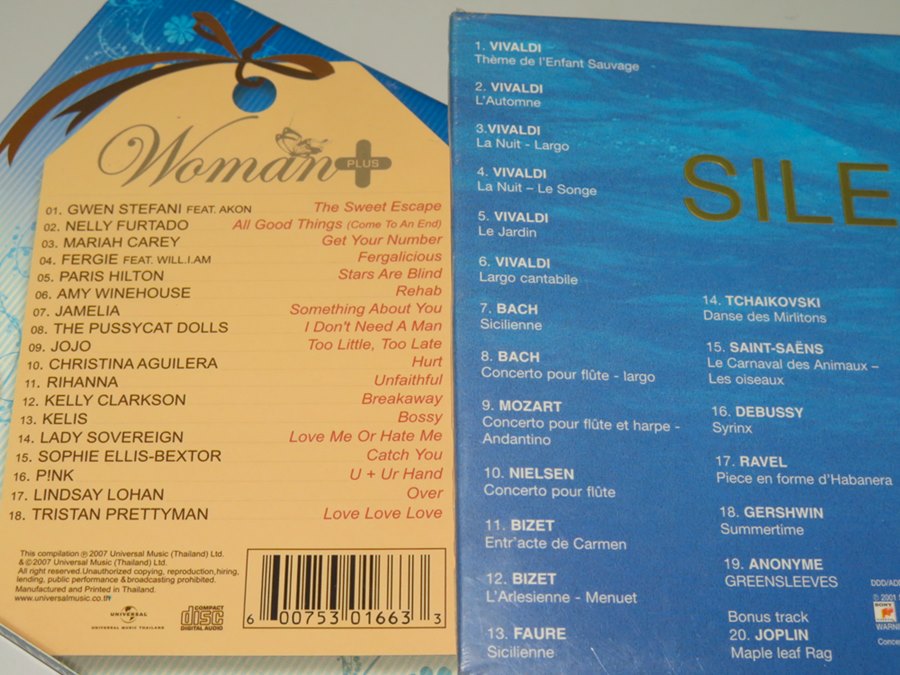 Woman PLUS
01. GWEN STEFANI FEAT. AKON The Sweet Escape
02. NELLY FURTADO All Good Things (Come To An End)
03. MARIAH CAREY Get Your Number
04. FERGIE FEAT. WILL.I.AM Fergalicious
05. PARIS HILTON Stars Are Blind
06. AMY WINEHOUSE Rehab
07. JAMELIA Something About You
08. THE PUSSYCAT DOLLS I Don't Need A Man
09. JOJO Too Little, Too Late
10. CHRISTINA AGUILERA Hurt
11. RIHANNA Unfaithful
12. KELLY CLARKSON Breakaway
13. KELIS Bossy
14. LADY SOVEREIGN Love Me Or Hate Me
15. SOPHIE ELLIS-BEXTOR Catch You
16. P!NK U + Ur Hand
17. LINDSAY LOHAN Over
18. TRISTAN PRETTYMAN Love Love Love
This compilation ℗ 2007 Universal Music (Thailand) Ltd.
& © 2007 Universal Music (Thailand) Ltd.
All right reserved.Unauthorized copying, reproduction,hiring,
lending, public performance & broadcasting prohibited.
Manufactured and Printed in Thailand.
www.universalmusic.co.th
UNIVERSAL
UNIVERSAL MUSIC THAILAND
COMPACT
disc
DIGITAL AUDIO
6 00753 01663 3
SILE
1. VIVALDI
Thème de l'Enfant Sauvage
2. VIVALDI
L'Automne
3.VIVALDI
La Nuit - Largo
4. VIVALDI
La Nuit – Le Songe
5. VIVALDI
Le Jardin
6. VIVALDI
Largo cantabile
7. BACH
Sicilienne
8. BACH
Concerto pour flûte - largo
9. MOZART
Concerto pour flûte et harpe -
Andantino
10. NIELSEN
Concerto pour flûte
11. BIZET
Entr'acte de Carmen
12. BIZET
L'Arlesienne - Menuet
13. FAURE
Sicilienne
14. TCHAIKOVSKI
Danse des Mirlitons
15. SAINT-SAËNS
Le Carnaval des Animaux –
Les oiseaux
16. DEBUSSY
Syrinx
17. RAVEL
Piece en forme d'Habanera
18. GERSHWIN
Summertime
19. ANONYME
GREENSLEEVES
Bonus track
20. JOPLIN
Maple leaf Rag
DDD/AD
℗ 2001
SONY
WARN
Conce